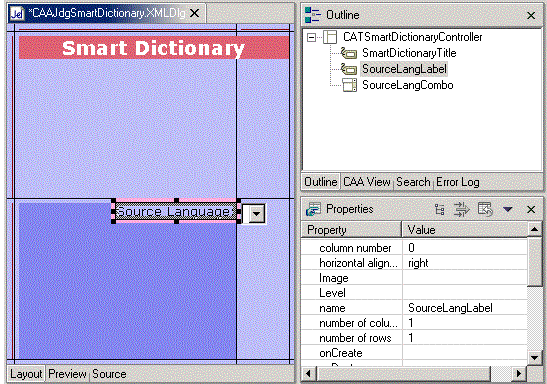 *CAAJdgSmartDictionary.XMLDlg
Smart Dictionary
Source Language:
Layout Preview Source
Outline
CATSmartDictionaryController
SmartDictionaryTitle
SourceLangLabel
SourceLangCombo
Outline CAA View Search Error Log
Properties
Property Value
column number 0
horizontal align... right
Image
Level
name SourceLangLabel
number of colu... 1
number of rows 1
onCreate